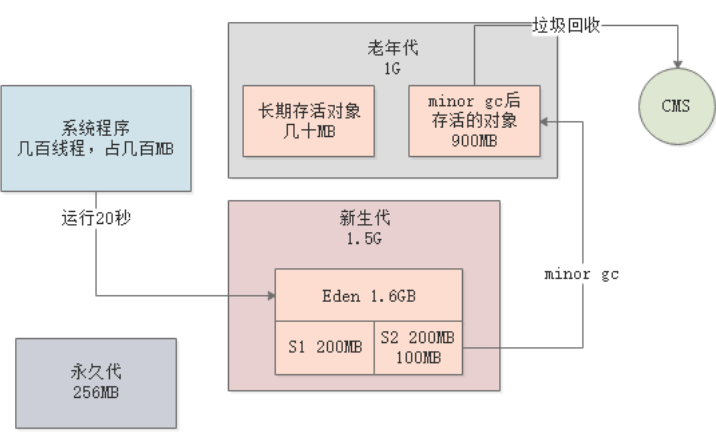 垃圾回收
老年代
1G
长期存活对象
几十MB
minor gc后
存活的对象
900MB
CMS
系统程序
几百线程，占几百MB
运行20秒
新生代
1.5G
Eden 1.6GB
S1 200MB
S2 200MB
100MB
minor gc
永久代
256MB